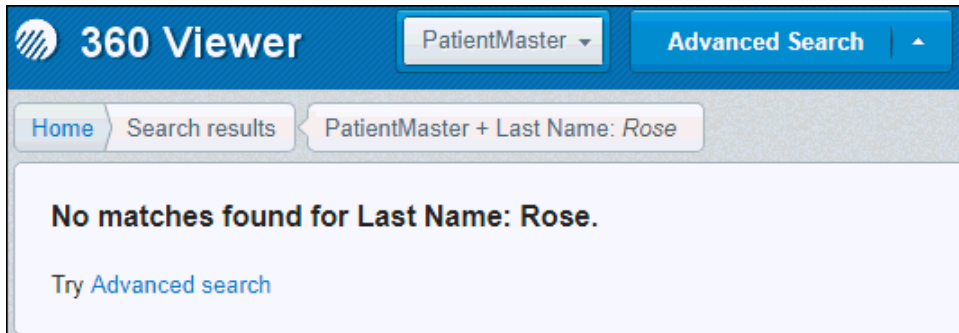 360 Viewer PatientMaster Advanced Search
Home Search results PatientMaster + Last Name: Rose
No matches found for Last Name: Rose.
Try Advanced search